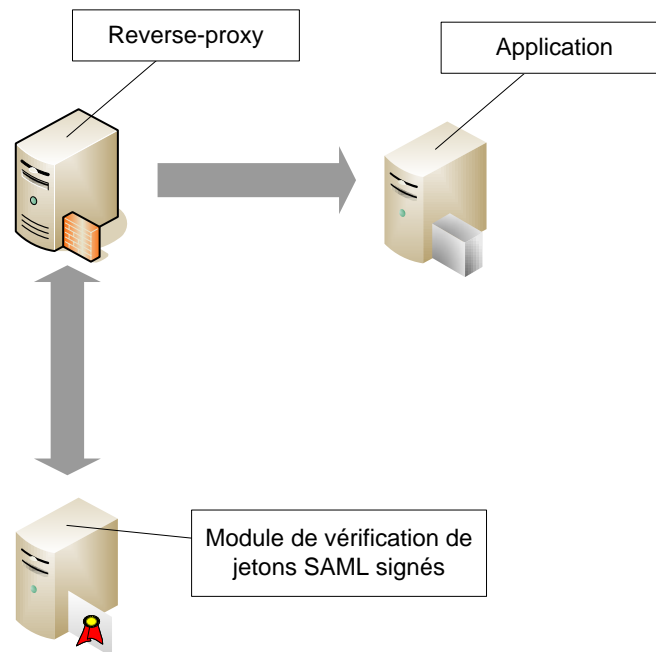 Reverse-proxy
Application
Module de vérification de
jetons SAML signés